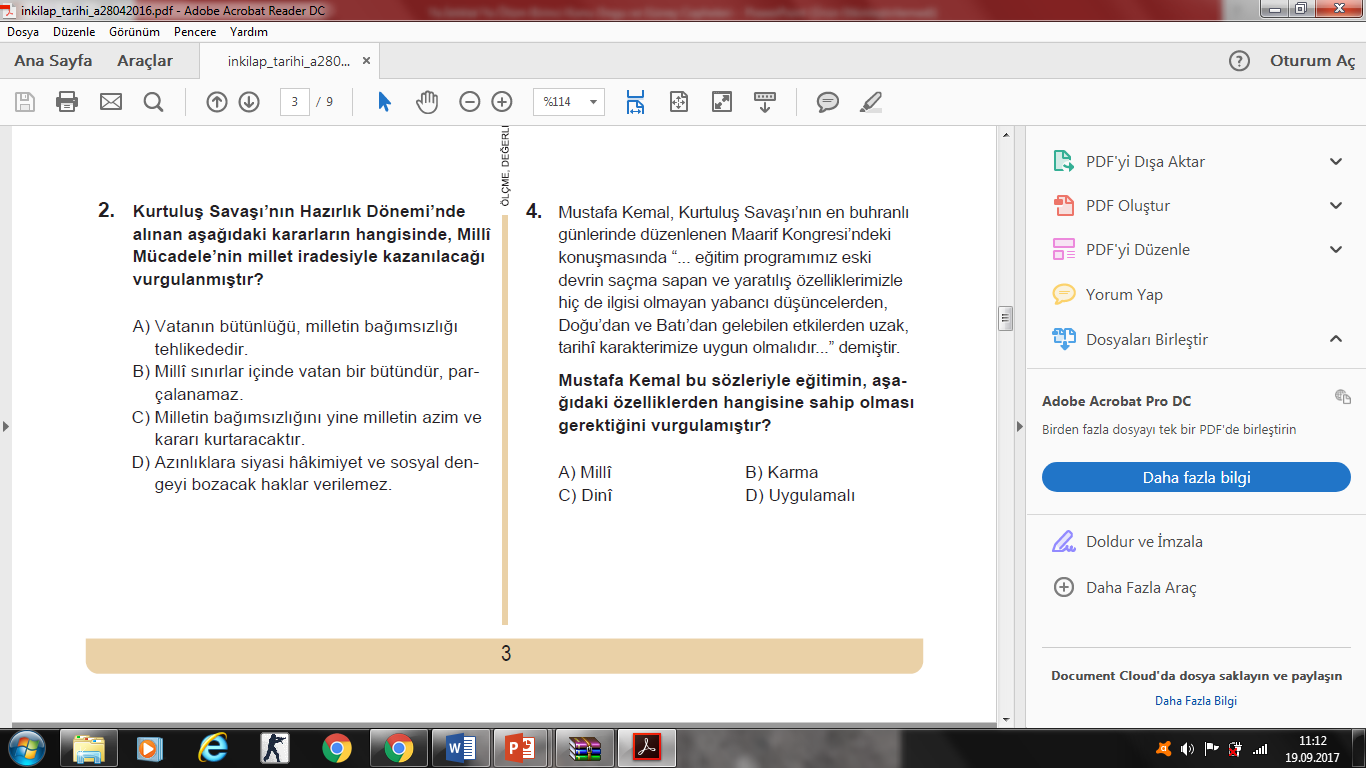 inkilap_tarihi_a28042016.pdf - Adobe Acrobat Reader DC
Dosya Düzenle Görünüm Pencere Yardım
Ana Sayfa Araçlar inkilap_tarihi_a280... × Oturum Aç
3 / 9 %114
ÖLÇME, DEĞERLE
2. Kurtuluş Savaşı’nın Hazırlık Dönemi’nde
alınan aşağıdaki kararların hangisinde, Millî
Mücadele’nin millet iradesiyle kazanılacağı
vurgulanmıştır?
A) Vatanın bütünlüğü, milletin bağımsızlığı
tehlikededir.
B) Millî sınırlar içinde vatan bir bütündür, par-
çalanamaz.
C) Milletin bağımsızlığını yine milletin azim ve
kararı kurtaracaktır.
D) Azınlıklara siyasi hâkimiyet ve sosyal den-
geyi bozacak haklar verilemez.
4. Mustafa Kemal, Kurtuluş Savaşı’nın en buhranlı
günlerinde düzenlenen Maarif Kongresi’ndeki
konuşmasında “... eğitim programımız eski
devrin saçma sapan ve yaratılış özelliklerimizle
hiç de ilgisi olmayan yabancı düşüncelerden,
Doğu’dan ve Batı’dan gelebilen etkilerden uzak,
tarihî karakterimize uygun olmalıdır...” demiştir.
Mustafa Kemal bu sözleriyle eğitimin, aşa-
ğıdaki özelliklerden hangisine sahip olması
gerektiğini vurgulamıştır?
A) Millî B) Karma
C) Dinî D) Uygulamalı
3
PDF'yi Dışa Aktar
PDF Oluştur
PDF'yi Düzenle
Yorum Yap
Dosyaları Birleştir
Adobe Acrobat Pro DC
Birden fazla dosyayı tek bir PDF'de birleştirin
Daha fazla bilgi
Doldur ve İmzala
Daha Fazla Araç
Document Cloud'da dosya saklayın ve paylaşın
Daha Fazla Bilgi
11:12
19.09.2017